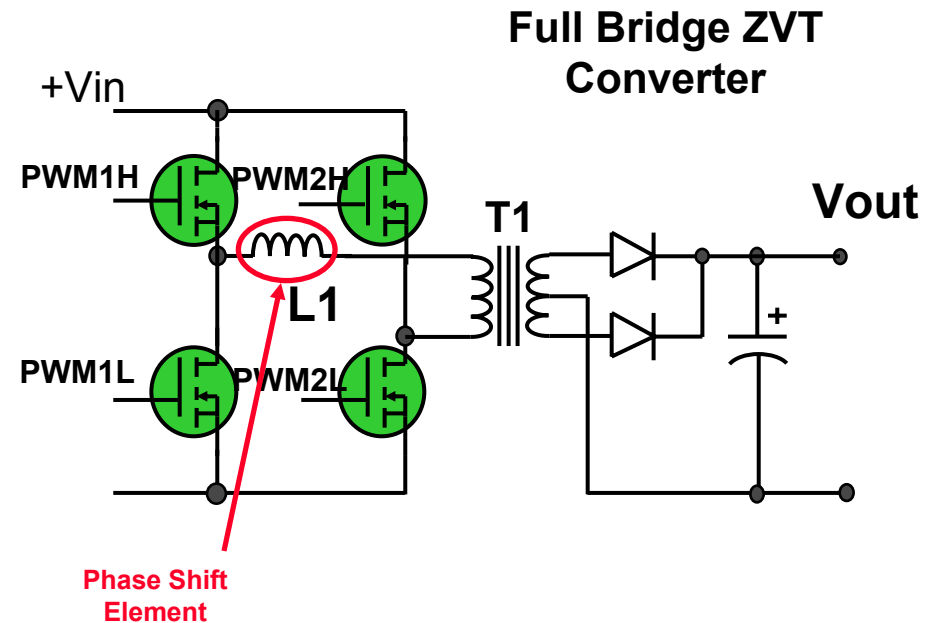 Full Bridge ZVT
Converter
+Vin
PWM1H
PWM2H
T1
Vout
L1
+
PWM1L
PWM2L
Phase Shift
Element